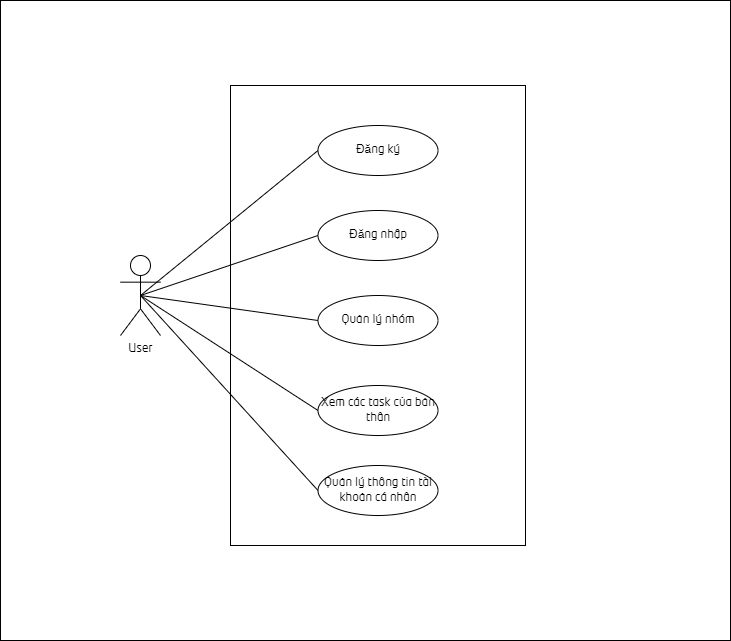 Đăng ký
Đăng nhập
Quản lý nhóm
User
Xem các task của bản
thân
Quản lý thông tin tài
khoản cá nhân